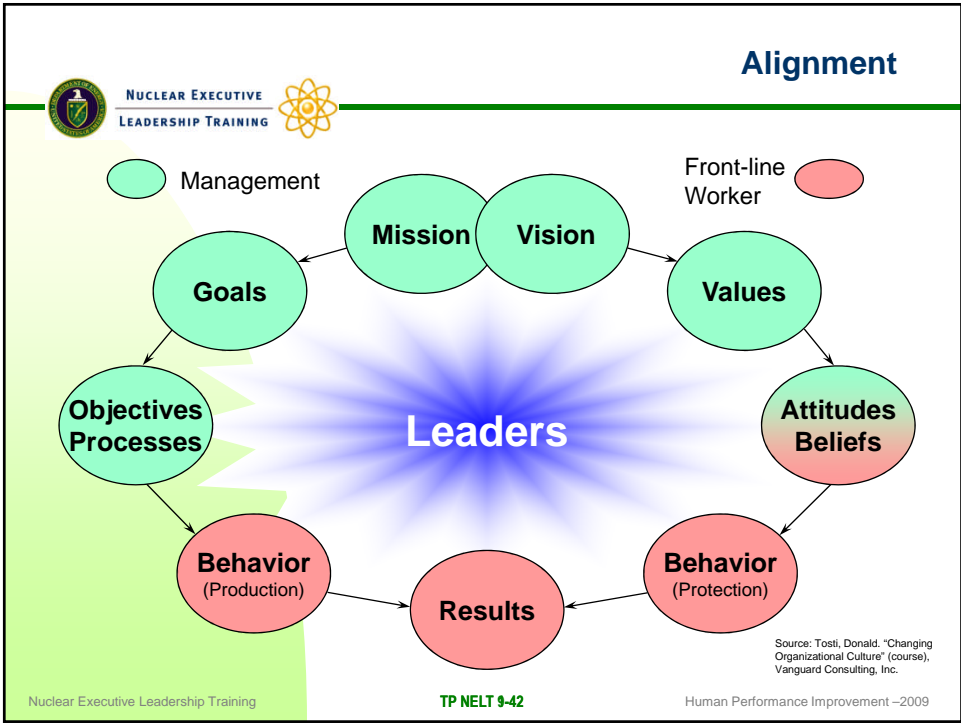 Alignment
NUCLEAR EXECUTIVE
LEADERSHIP TRAINING
Management
Front-line
Worker
Mission
Vision
Goals
Values
Objectives
Processes
Leaders
Attitudes
Beliefs
Behavior
(Production)
Results
Behavior
(Protection)
Source: Tosti, Donald. “Changing
Organizational Culture” (course),
Vanguard Consulting, Inc.
Nuclear Executive Leadership Training
TP NELT 9-42
Human Performance Improvement –2009